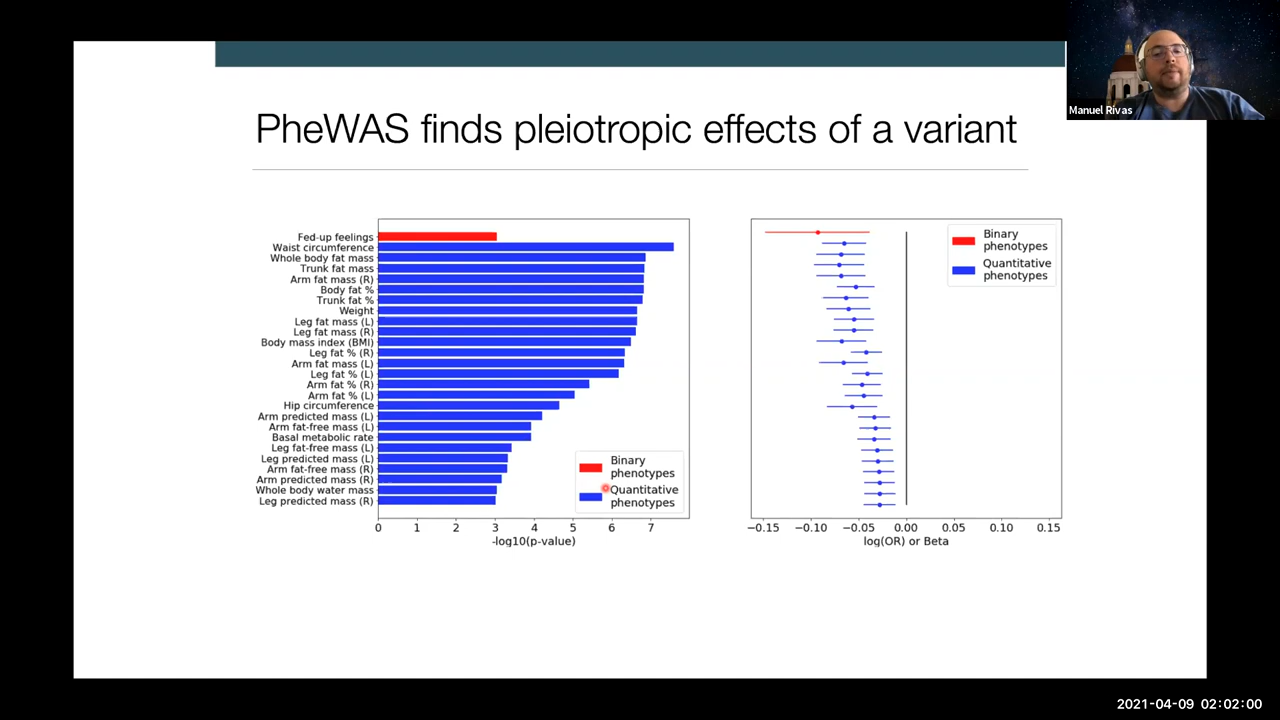 Manuel Rivas
PheWAS finds pleiotropic effects of a variant
Fed-up feelings
Waist circumference
Whole body fat mass
Trunk fat mass
Arm fat mass (R)
Body fat %
Trunk fat %
Weight
Leg fat mass (L)
Leg fat mass (R)
Body mass index (BMI)
Leg fat % (R)
Arm fat mass (L)
Leg fat % (L)
Arm fat % (R)
Arm fat % (L)
Hip circumference
Arm predicted mass (L)
Arm fat-free mass (L)
Basal metabolic rate
Leg fat-free mass (L)
Leg predicted mass (L)
Arm fat-free mass (R)
Arm predicted mass (R)
Whole body water mass
Leg predicted mass (R)
Binary
phenotypes
Quantitative
phenotypes
0 1 2 3 4 5 6 7
-log10(p-value)
Binary
phenotypes
Quantitative
phenotypes
−0.15 −0.10 −0.05 0.00 0.05 0.10 0.15
log(OR) or Beta
2021-04-09 02:02:00